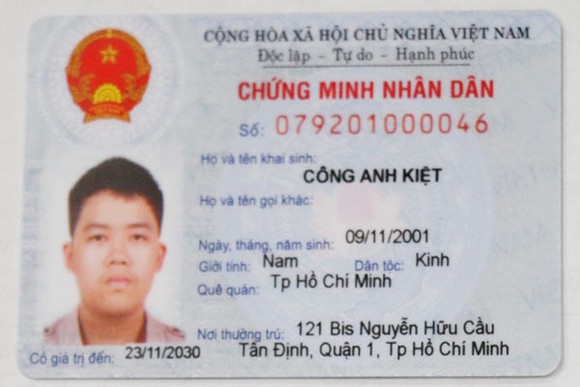 CỘNG HÒA XÃ HỘI CHỦ NGHĨA VIỆT NAM
Độc lập – Tự do – Hạnh phúc
CHỨNG MINH NHÂN DÂN
Số: 079201000046
Họ và tên khai sinh:
CÔNG ANH KIỆT
Họ và tên gọi khác:
Ngày, tháng, năm sinh: 09/11/2001
Giới tính: Nam Dân tộc: Kinh
Quê quán: Tp Hồ Chí Minh
Nơi thường trú: 121 Bis Nguyễn Hữu Cầu
Tân Định, Quận 1, Tp Hồ Chí Minh
Có giá trị đến: 23/11/2030